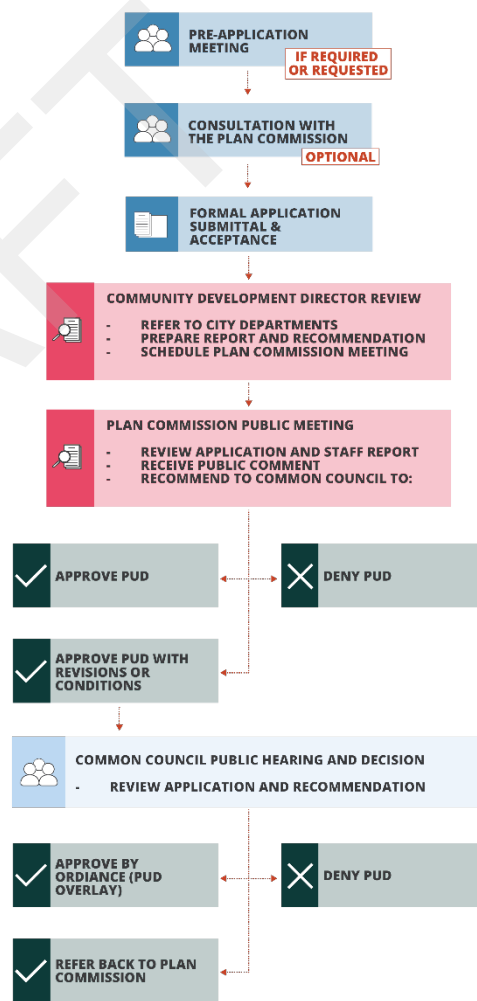 PRE-APPLICATION
MEETING
IF REQUIRED
OR REQUESTED
CONSULTATION WITH
THE PLAN COMMISSION
OPTIONAL
FORMAL APPLICATION
SUBMITTAL &
ACCEPTANCE
COMMUNITY DEVELOPMENT DIRECTOR REVIEW
- REFER TO CITY DEPARTMENTS
- PREPARE REPORT AND RECOMMENDATION
- SCHEDULE PLAN COMMISSION MEETING
PLAN COMMISSION PUBLIC MEETING
- REVIEW APPLICATION AND STAFF REPORT
- RECEIVE PUBLIC COMMENT
- RECOMMEND TO COMMON COUNCIL TO:
APPROVE PUD
DENY PUD
APPROVE PUD WITH
REVISIONS OR
CONDITIONS
COMMON COUNCIL PUBLIC HEARING AND DECISION
- REVIEW APPLICATION AND RECOMMENDATION
APPROVE BY
ORDIANCE (PUD
OVERLAY)
DENY PUD
REFER BACK TO PLAN
COMMISSION